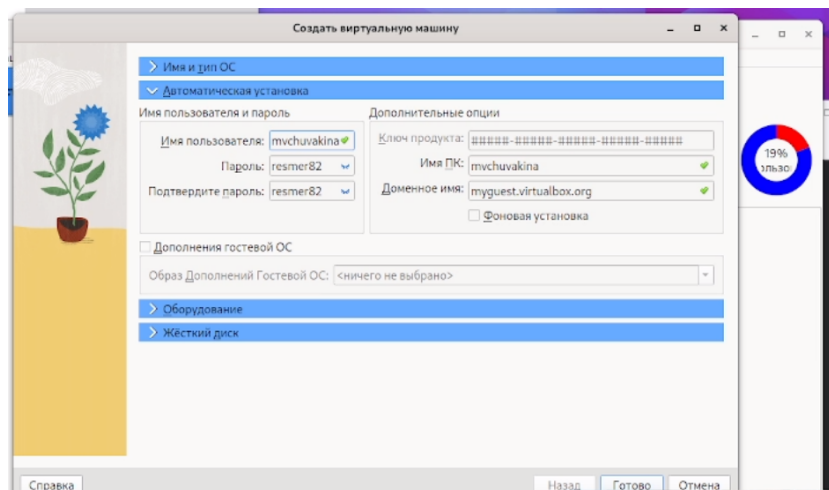 Создать виртуальную машину
Имя и тип ОС
Автоматическая установка
Имя пользователя и пароль
Дополнительные опции
Имя пользователя: mvchuvakina
Ключ продукта: #####-#####-#####-#####-#####
Пароль: resmer82
Имя ПК: mvchuvakina
Подтвердите пароль: resmer82
Доменное имя: myguest.virtualbox.org
Фоновая установка
19%
Дополнения гостевой ОС
Образ Дополнений Гостевой ОС: <ничего не выбрано>
Оборудование
Жёсткий диск
Справка
Назад
Готово
Отмена